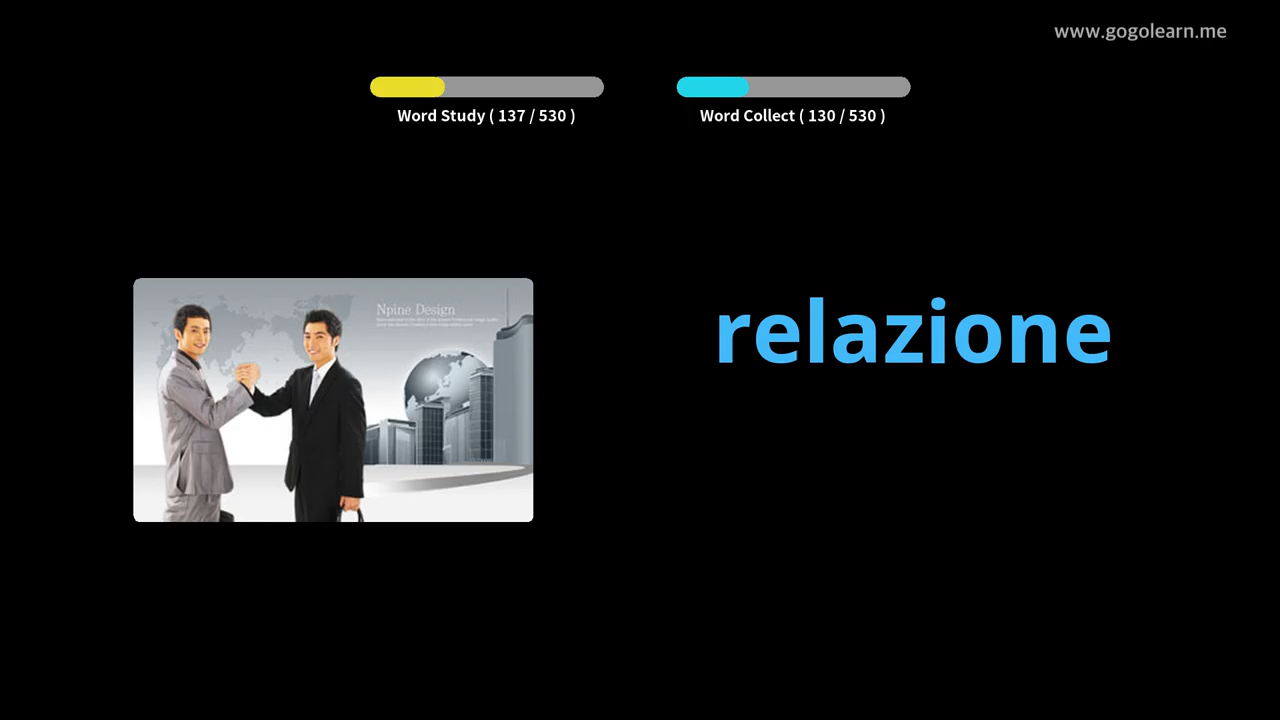 www.gogolearn.me
Word Study ( 137 / 530 )
Word Collect ( 130 / 530 )
Npine Design
relazione